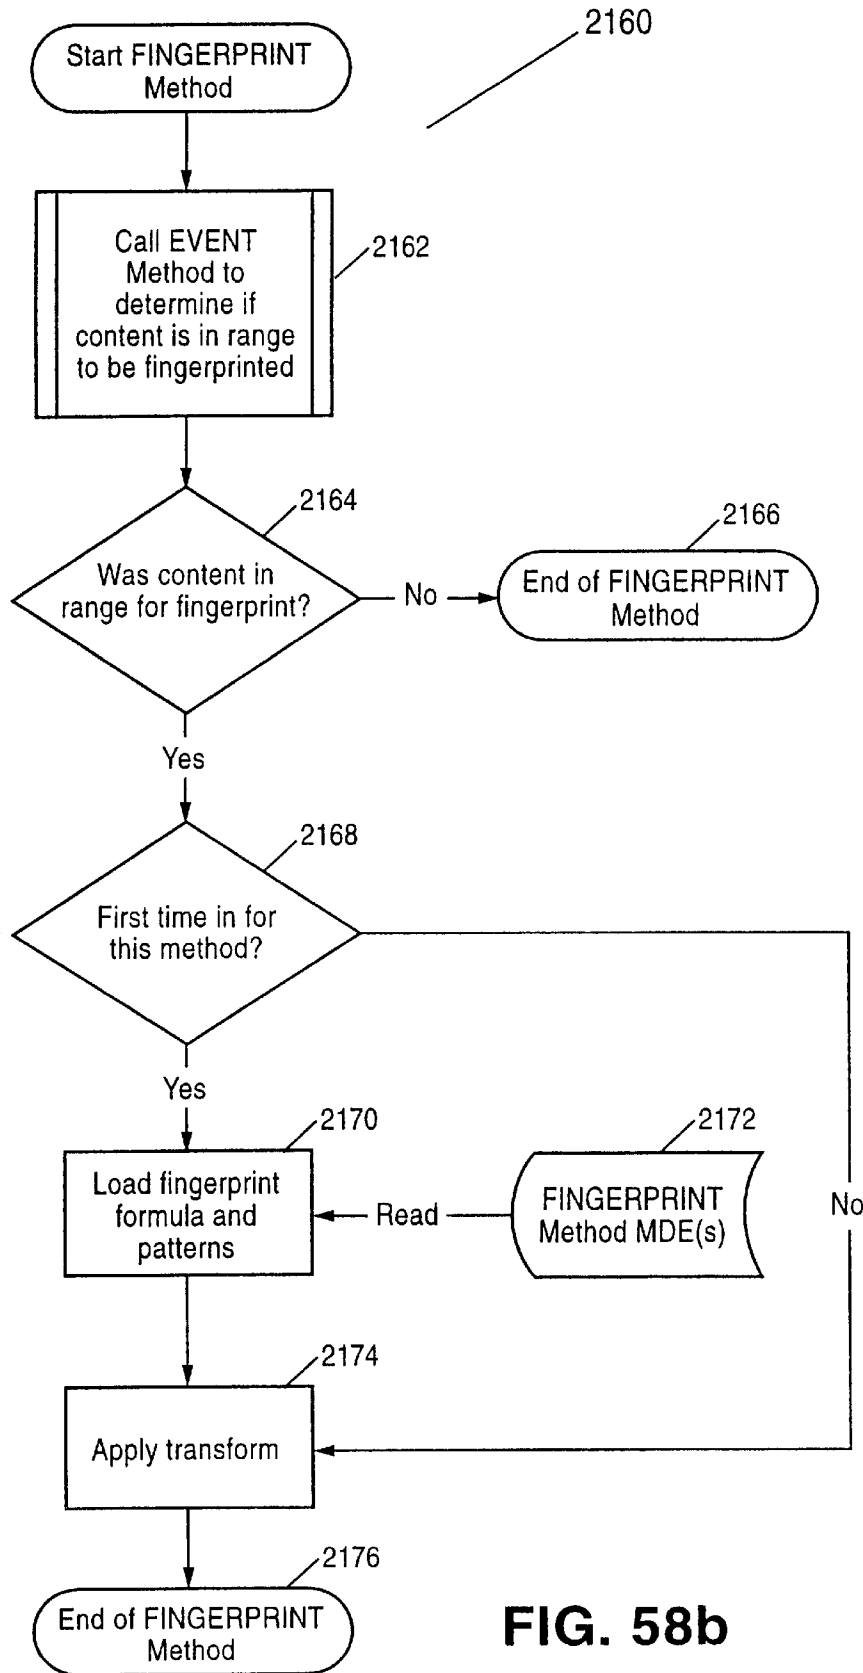 2160
Start FINGERPRINT
Method
Call EVENT
Method to
determine if
content is in range
to be fingerprinted
2162
2164
Was content in
range for fingerprint?
No
2166
End of FINGERPRINT
Method
Yes
2168
First time in for
this method?
Yes
No
2170
Load fingerprint
formula and
patterns
Read
2172
FINGERPRINT
Method MDE(s)
2174
Apply transform
2176
End of FINGERPRINT
Method
FIG. 58b